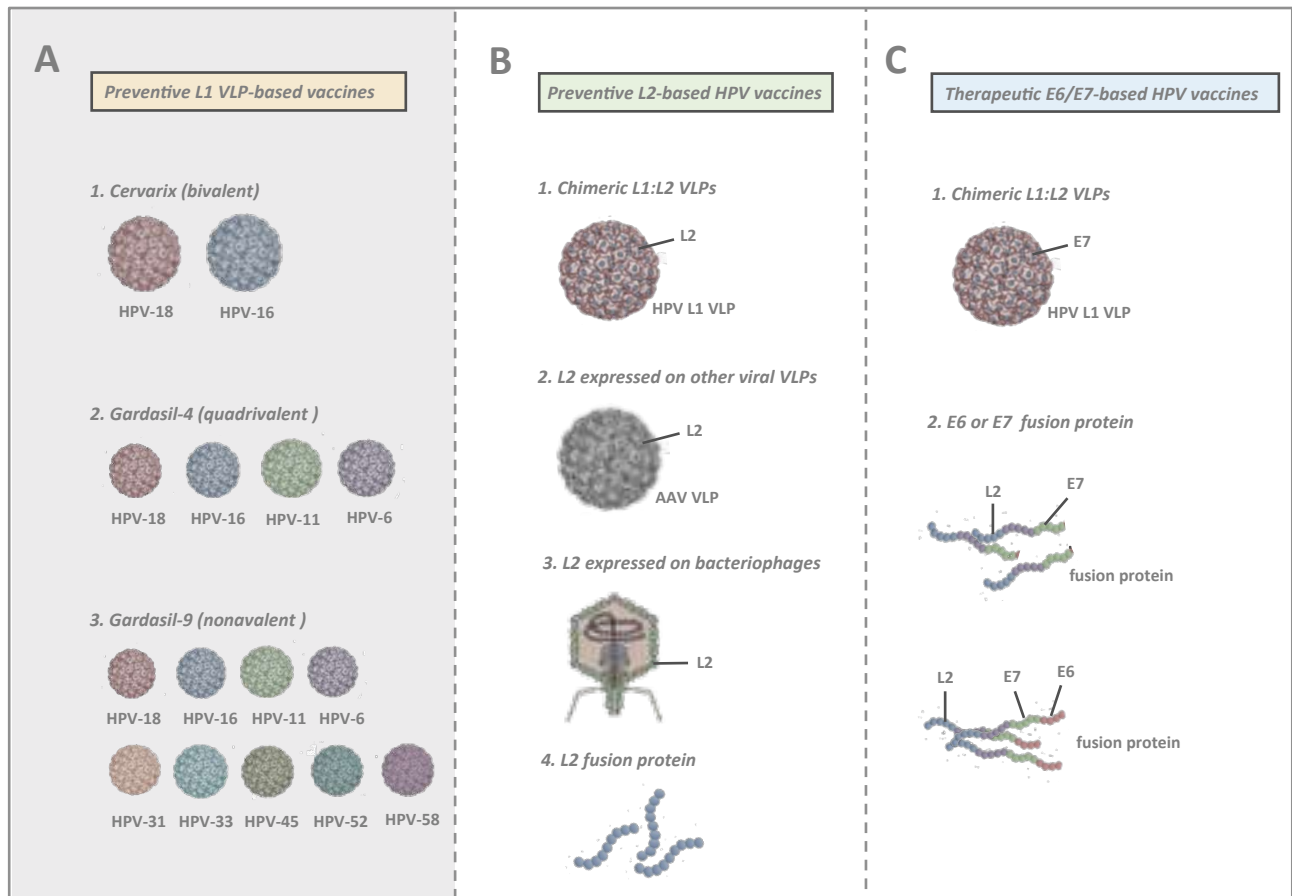 A
Preventive L1 VLP-based vaccines
1. Cervarix (bivalent)
HPV-18
HPV-16
2. Gardasil-4 (quadrivalent )
HPV-18
HPV-16
HPV-11
HPV-6
3. Gardasil-9 (nonavalent )
HPV-18
HPV-16
HPV-11
HPV-6
HPV-31
HPV-33
HPV-45
HPV-52
HPV-58
B
Preventive L2-based HPV vaccines
1. Chimeric L1:L2 VLPs
L2
HPV L1 VLP
2. L2 expressed on other viral VLPs
L2
AAV VLP
3. L2 expressed on bacteriophages
L2
4. L2 fusion protein
C
Therapeutic E6/E7-based HPV vaccines
1. Chimeric L1:L2 VLPs
E7
HPV L1 VLP
2. E6 or E7 fusion protein
L2
E7
fusion protein
L2
E7
E6
fusion protein